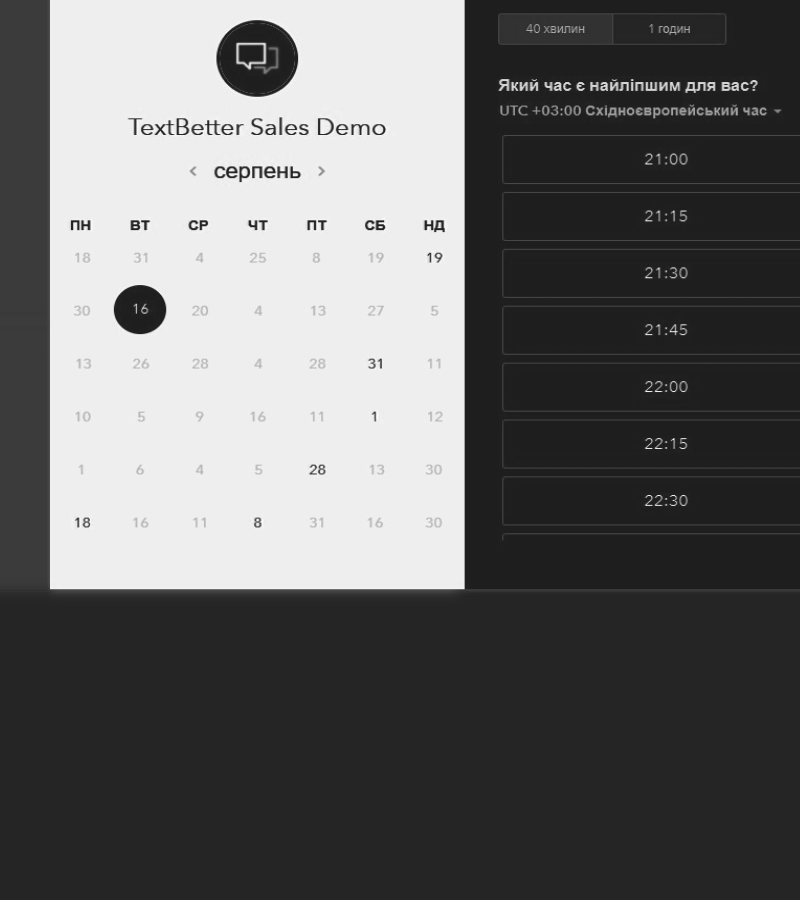 TextBetter Sales Demo
серпень
ПН ВТ СР ЧТ ПТ СБ НД
18 31 4 25 8 19 19
30 16 20 4 13 27 5
13 26 28 4 28 31 11
10 5 9 16 11 1 12
1 6 4 5 28 13 30
18 16 11 8 31 16 30
40 хвилин 1 годин
Який час є найліпшим для вас?
UTC +03:00 Східноєвропейський час
21:00
21:15
21:30
21:45
22:00
22:15
22:30